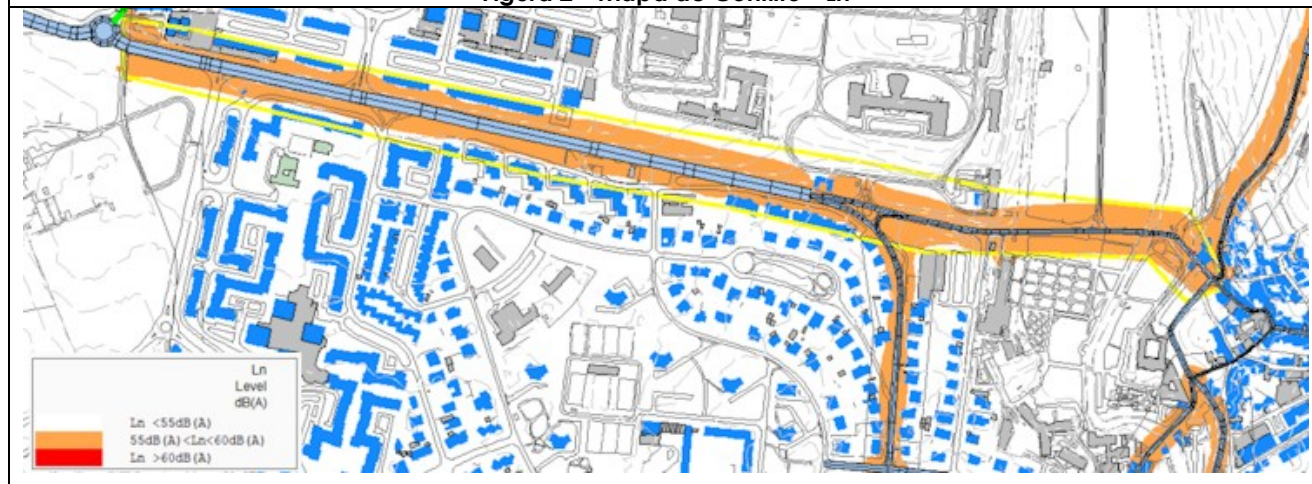 Ln
Level
dB(A)
Ln <55dB(A)
55dB(A)<Ln<60dB(A)
Ln >60dB(A)